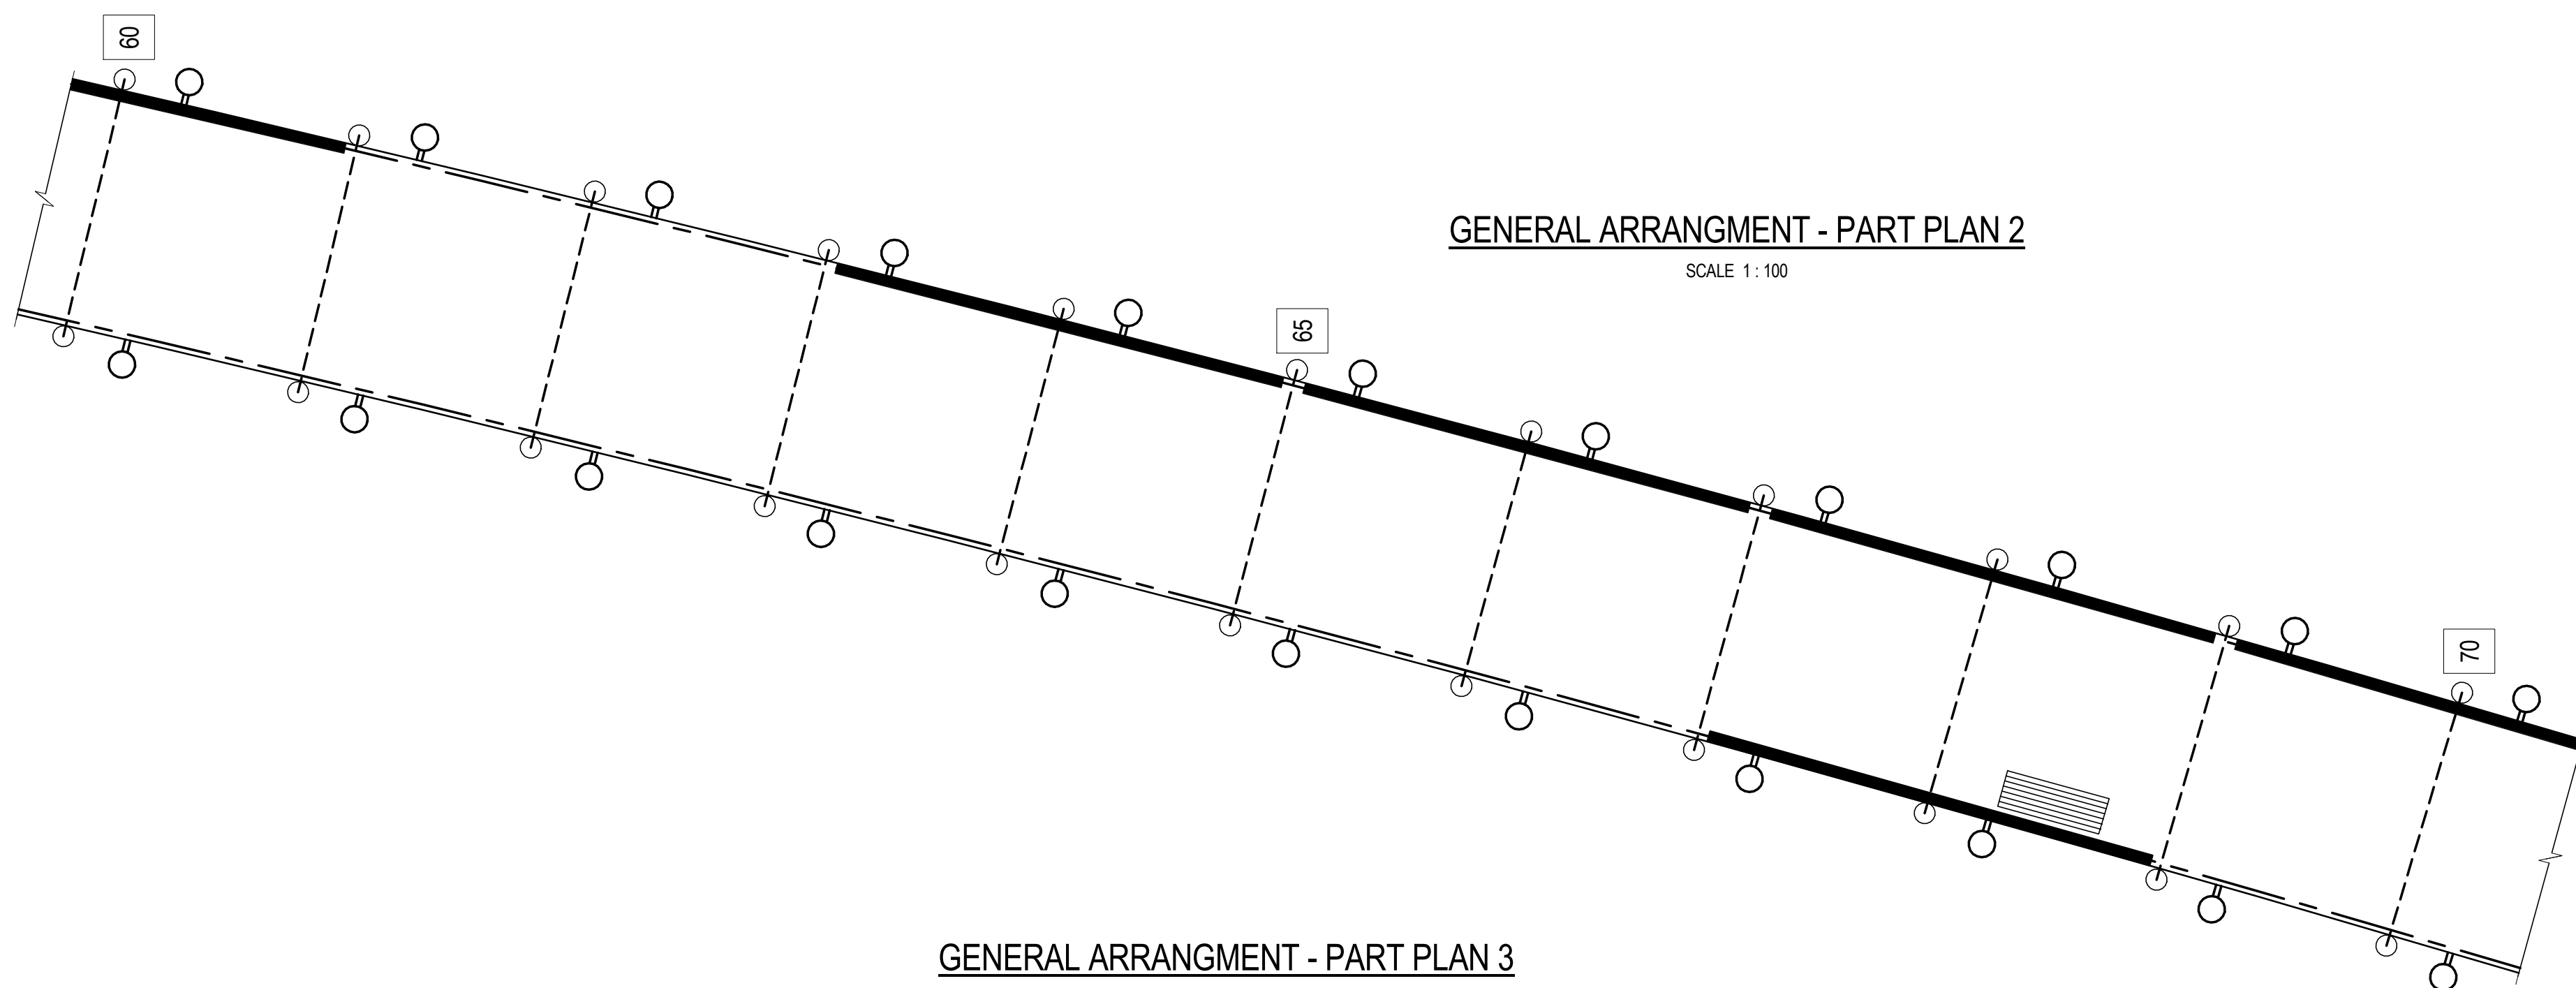 60
GENERAL ARRANGMENT - PART PLAN 2
SCALE 1 : 100
65
70
GENERAL ARRANGMENT - PART PLAN 3